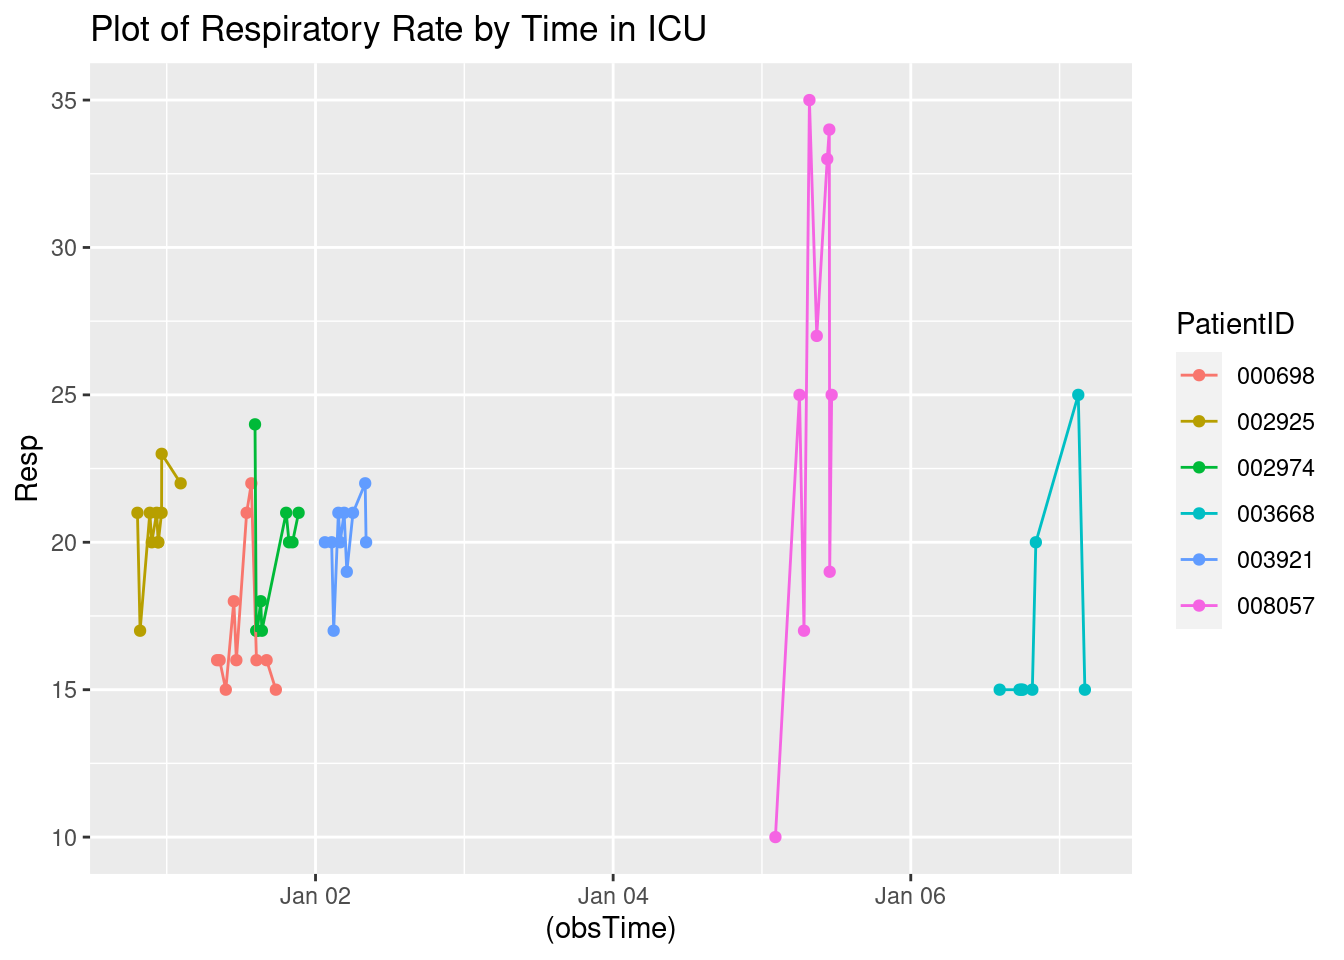 Plot of Respiratory Rate by Time in ICU
35
30
25
20
15
10
Resp
Jan 02
Jan 04
Jan 06
(obsTime)
PatientID
000698
002925
002974
003668
003921
008057